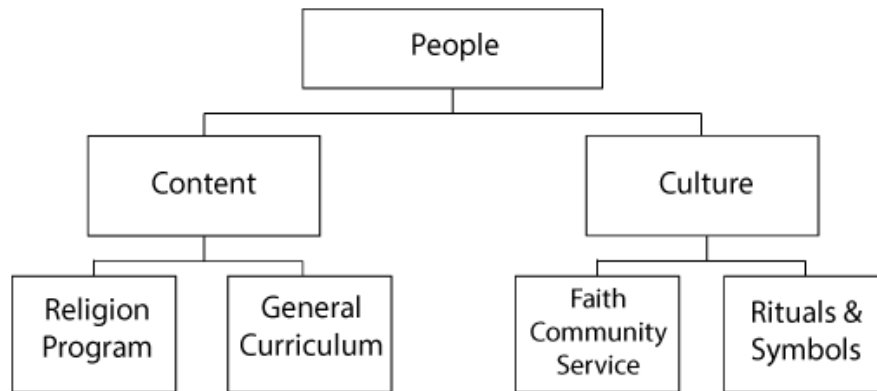 People
Content
Culture
Religion
Program
General
Curriculum
Faith
Community
Service
Rituals &
Symbols